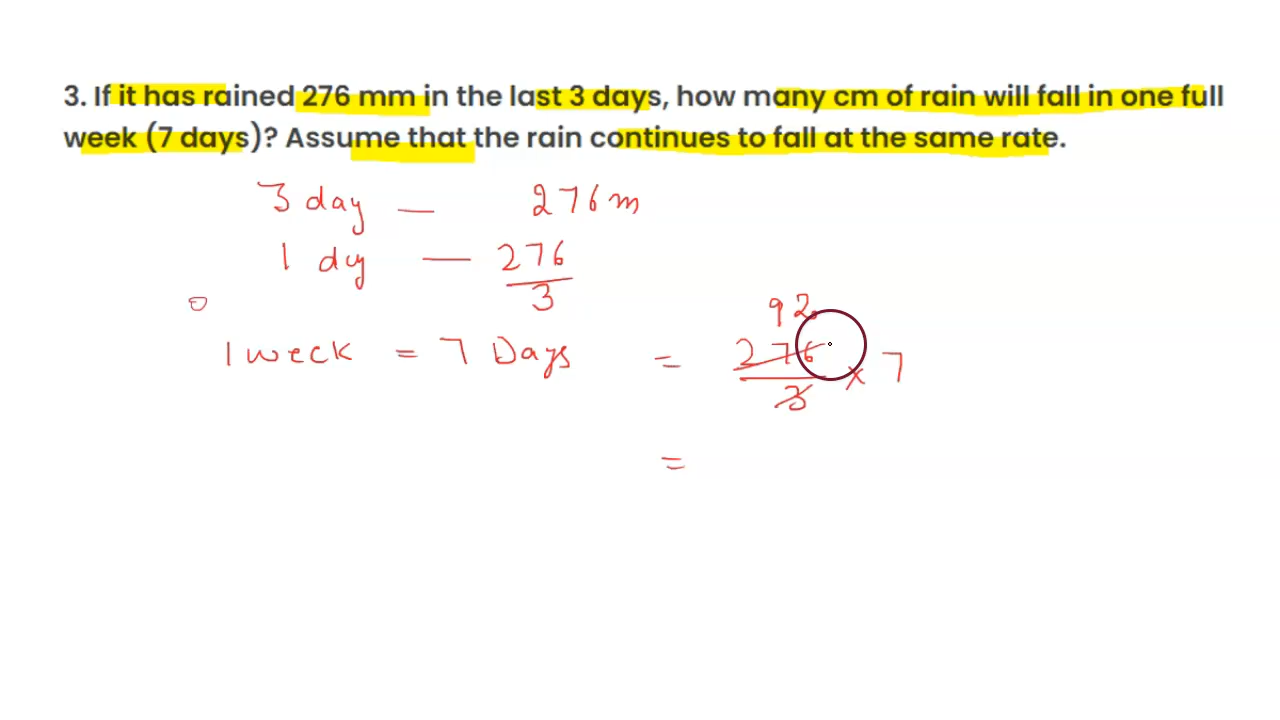 3. If it has rained 276 mm in the last 3 days, how many cm of rain will fall in one full
week (7 days)? Assume that the rain continues to fall at the same rate.
3 day — 276 m
1 dy — 276
3
92
1 week = 7 Days = 276 × 7
3
=